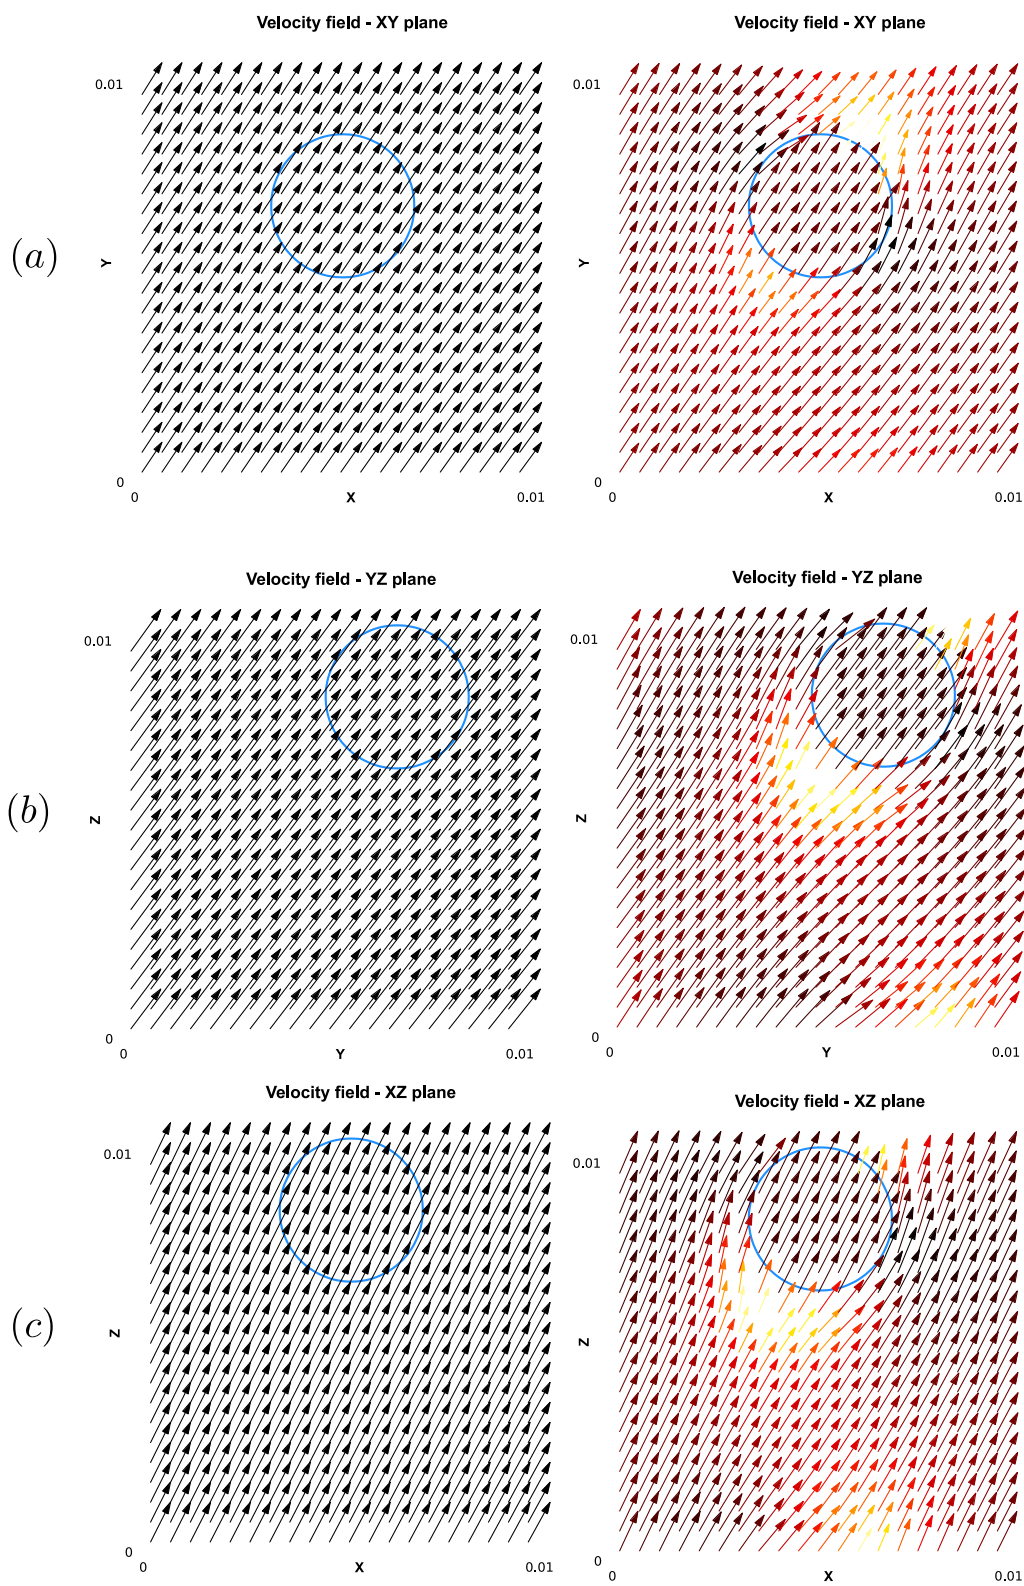 Velocity field - XY plane
Velocity field - XY plane
0.01
0.01
(a)
Y
Y
0
0
0
X
0.01
0
X
0.01
Velocity field - YZ plane
Velocity field - YZ plane
0.01
0.01
(b)
Z
Z
0
0
0
Y
0.01
0
Y
0.01
Velocity field - XZ plane
Velocity field - XZ plane
0.01
0.01
(c)
Z
Z
0
0
0
X
0.01
0
X
0.01